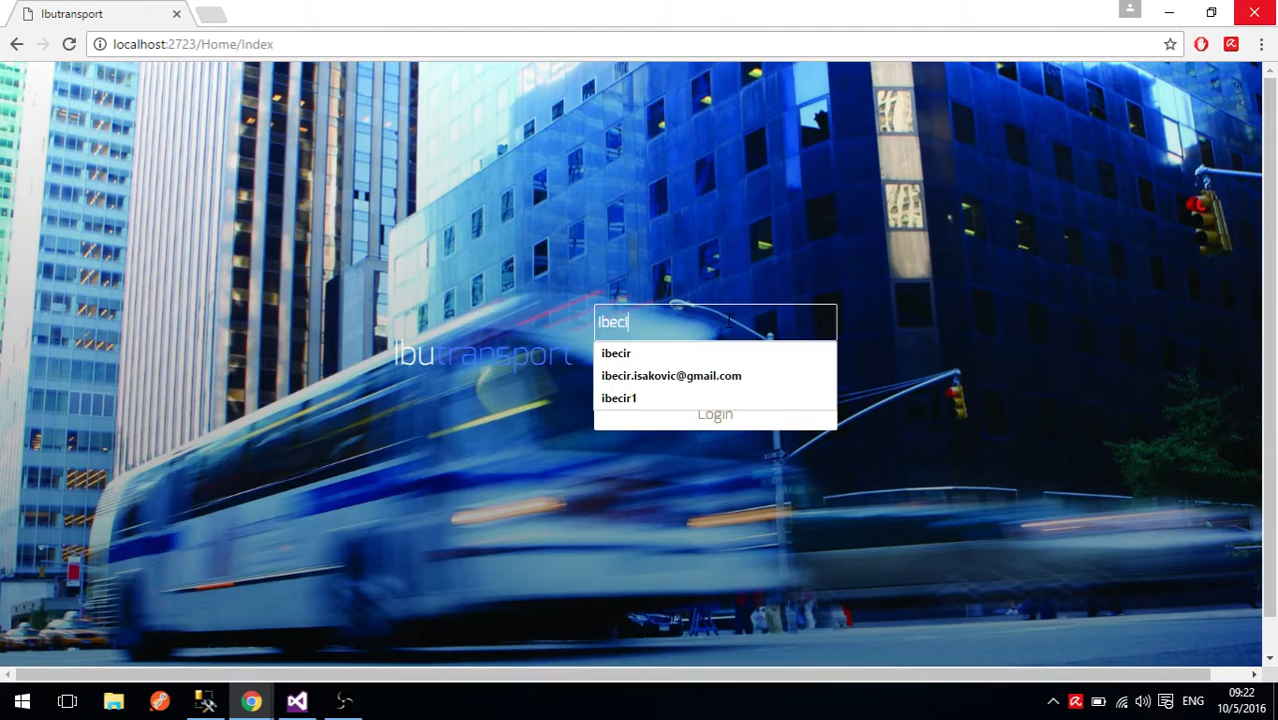 Ibutransport
localhost:2723/Home/Index
Ibeci
Ibutransport
ibecir
ibecir.isakovic@gmail.com
ibecir1
Login
ENG
09:22
10/5/2016